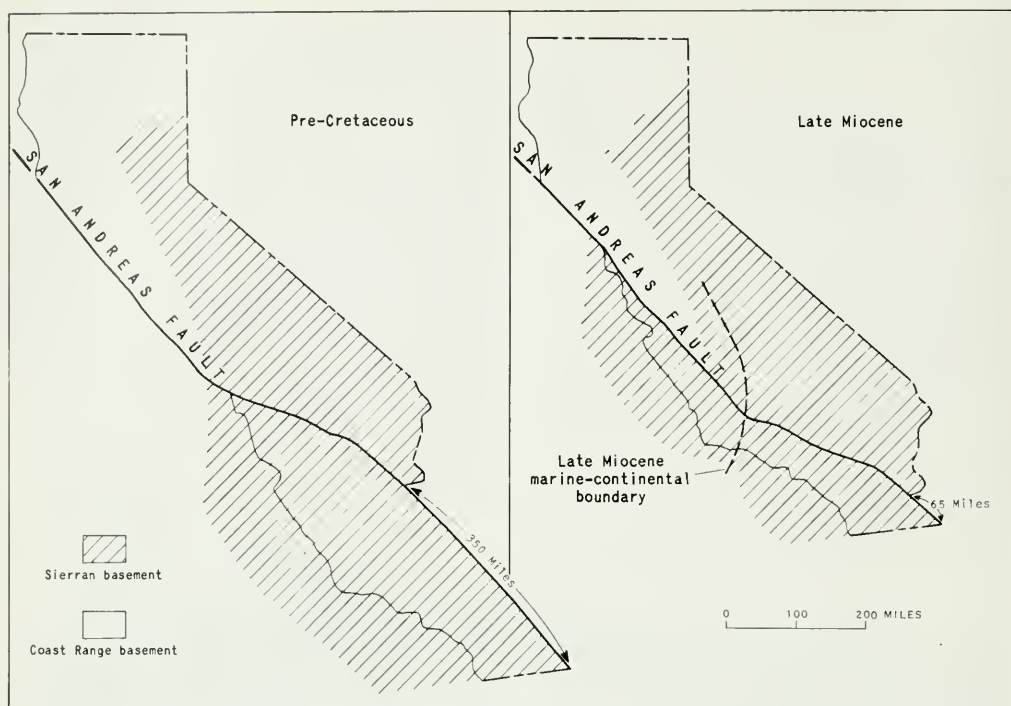 Pre-Cretaceous
SAN ANDREAS FAULT
350 Miles
Sierran basement
Coast Range basement
Late Miocene
SAN ANDREAS FAULT
Late Miocene
marine-continental
boundary
65 Miles
0 100 200 MILES